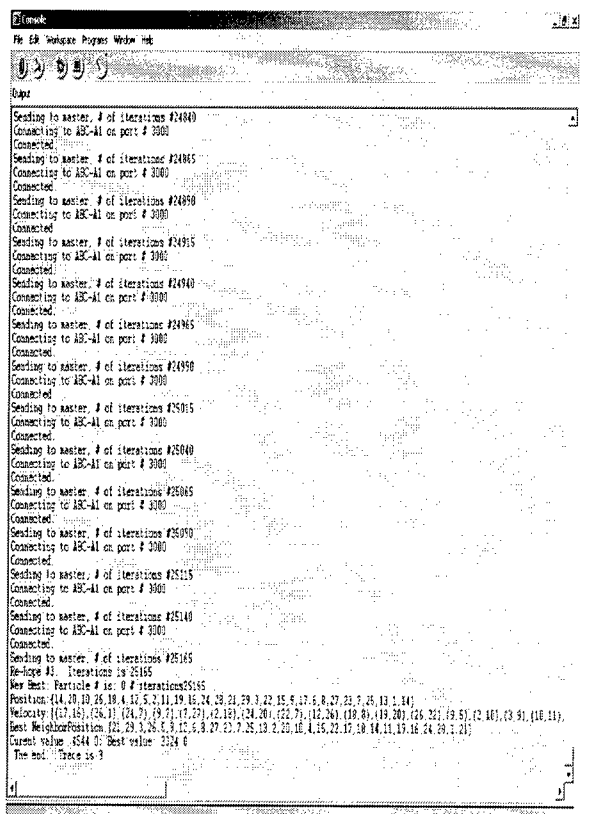 Console
File Edit Workspace Programs Window Help
Output
Sending to master, # of iterations #24840
Connecting to ABC-A1 on port # 3000
Connected.
Sending to master, # of iterations #24865
Connecting to ABC-A1 on port # 3000
Connected.
Sending to master, # of iterations #24890
Connecting to ABC-A1 on port # 3000
Connected
Sending to master, # of iterations #24915
Connecting to ABC-A1 on port # 3000
Connected.
Sending to master, # of iterations #24940
Connecting to ABC-A1 on port # 3000
Connected.
Sending to master, # of iterations #24965
Connecting to ABC-A1 on port # 3000
Connected.
Sending to master, # of iterations #24990
Connecting to ABC-A1 on port # 3000
Connected
Sending to master, # of iterations #25015
Connecting to ABC-A1 on port # 3000
Connected.
Sending to master, # of iterations #25040
Connecting to ABC-A1 on port # 3000
Connected.
Sending to master, # of iterations #25065
Connecting to ABC-A1 on port # 3000
Connected.
Sending to master, # of iterations #25090
Connecting to ABC-A1 on port # 3000
Connected.
Sending to master, # of iterations #25115
Connecting to ABC-A1 on port # 3000
Connected.
Sending to master, # of iterations #25140
Connecting to ABC-A1 on port # 3000
Connected.
Sending to master, # of iterations #25165
Re-hope #3. Iterations is 25165
New Best: Particle # is: 0 # iterations25165
Position:
Velocity:
Best NeighborPosition:
Curent value: Best value:
The end. Trace is 3